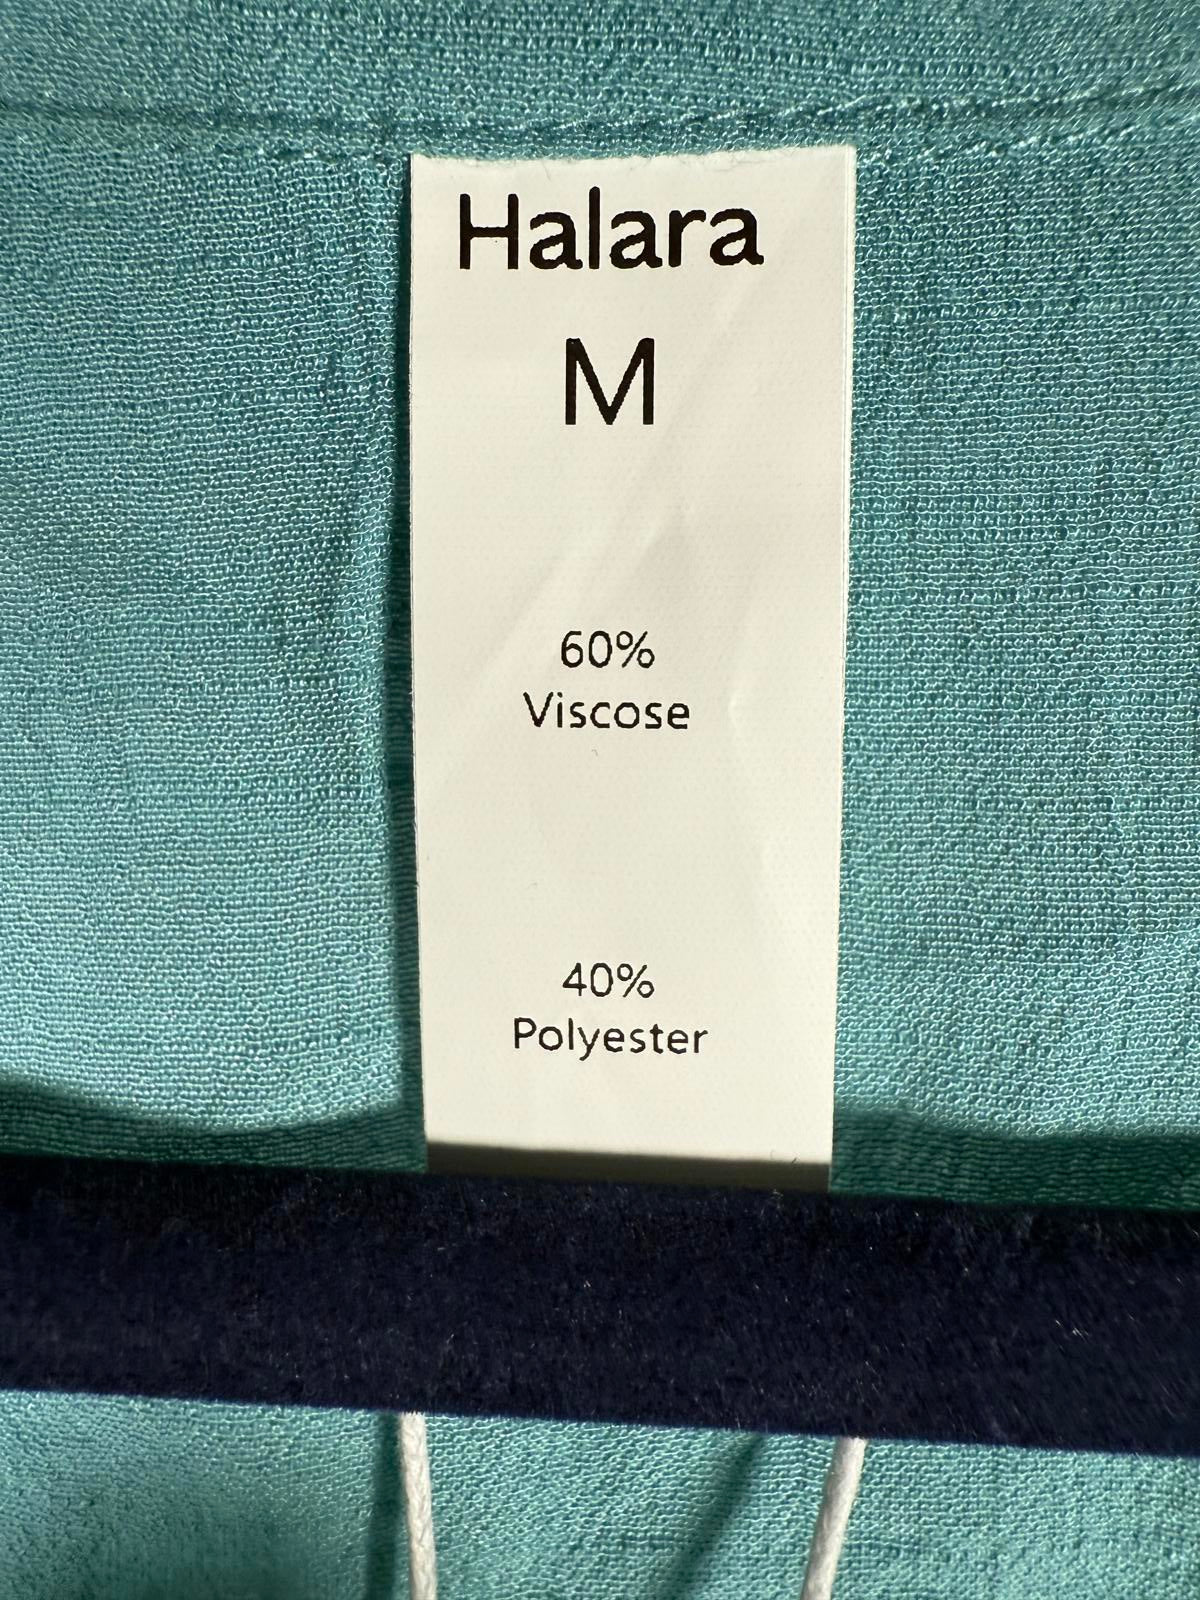 Halara
M
60%
Viscose
40%
Polyester